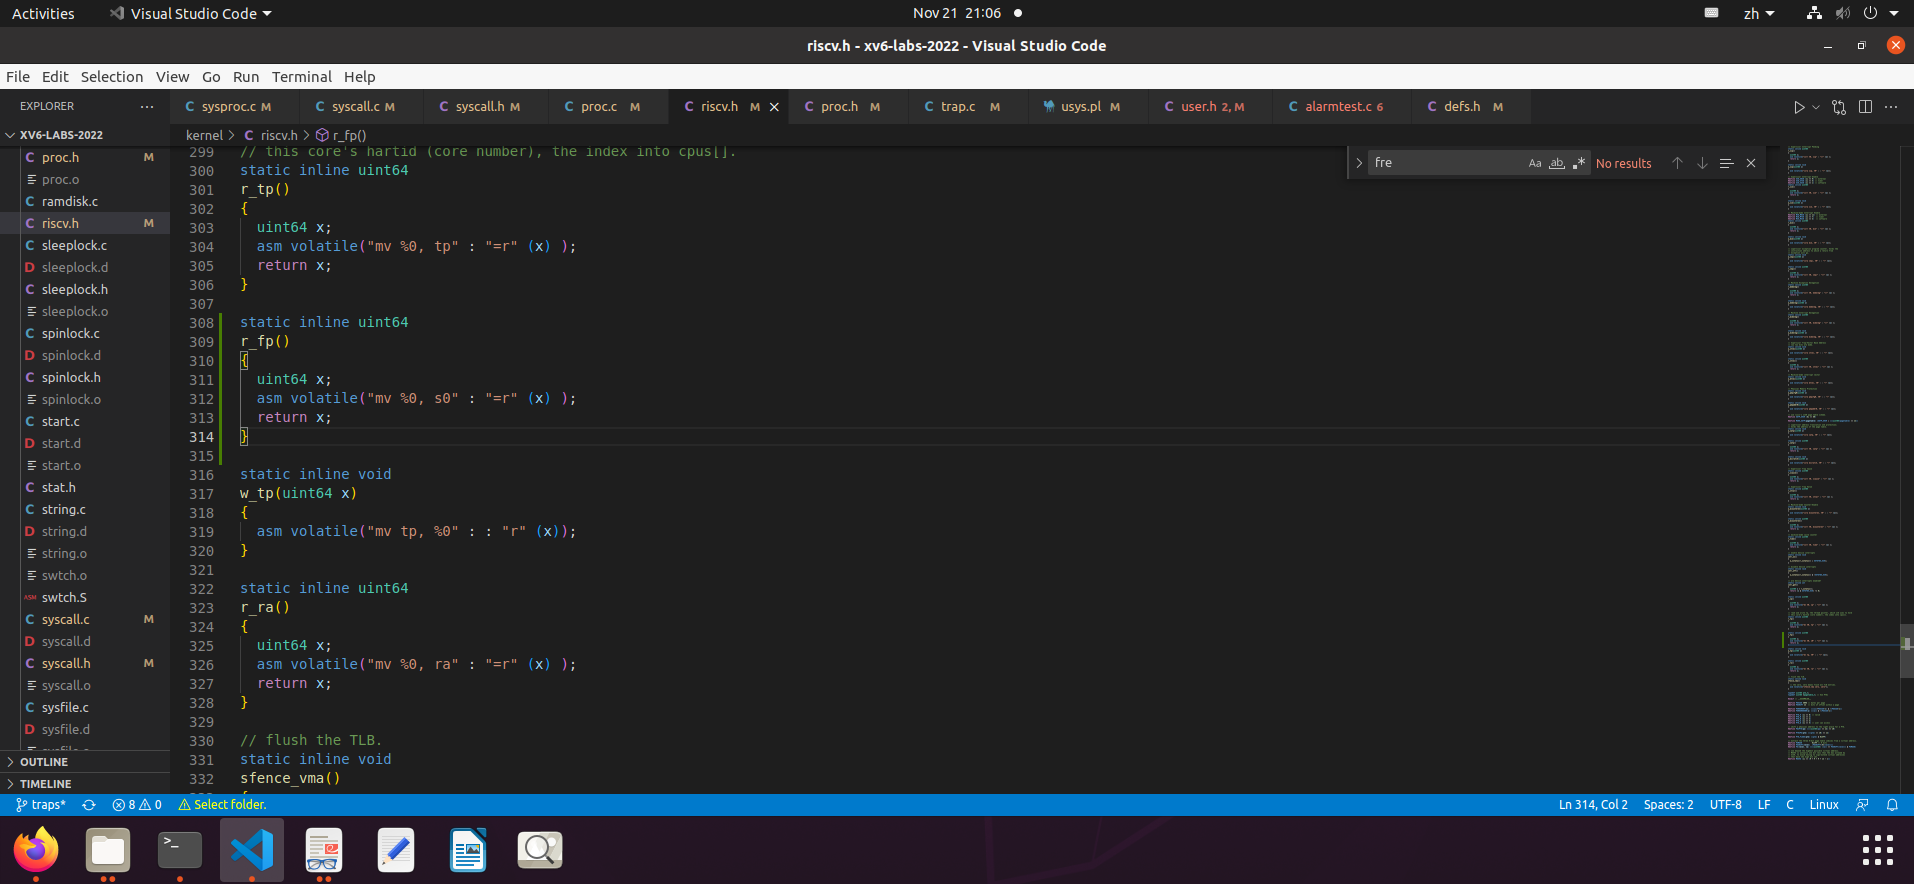 Activities Visual Studio Code Nov 21 21:06 zh
riscv.h - xv6-labs-2022 - Visual Studio Code
File Edit Selection View Go Run Terminal Help
EXPLORER
sysproc.c M syscall.c M syscall.h M proc.c M riscv.h M proc.h M trap.c M usys.pl M user.h 2, M alarmtest.c 6 defs.h M
XV6-LABS-2022
kernel > C riscv.h > r_fp()
proc.h M
proc.o
ramdisk.c
riscv.h M
sleeplock.c
sleeplock.d
sleeplock.h
sleeplock.o
spinlock.c
spinlock.d
spinlock.h
spinlock.o
start.c
start.d
start.o
stat.h
string.c
string.d
string.o
swtch.o
swtch.S
syscall.c M
syscall.d
syscall.h M
syscall.o
sysfile.c
sysfile.d
OUTLINE
TIMELINE
fre Aa ab No results
299 // this core's hartid (core number), the index into cpus[].
300 static inline uint64
301 r_tp()
302 {
303 uint64 x;
304 asm volatile("mv %0, tp" : "=r" (x) );
305 return x;
306 }
307
308 static inline uint64
309 r_fp()
310 {
311 uint64 x;
312 asm volatile("mv %0, s0" : "=r" (x) );
313 return x;
314 }
315
316 static inline void
317 w_tp(uint64 x)
318 {
319 asm volatile("mv tp, %0" : : "r" (x));
320 }
321
322 static inline uint64
323 r_ra()
324 {
325 uint64 x;
326 asm volatile("mv %0, ra" : "=r" (x) );
327 return x;
328 }
329
330 // flush the TLB.
331 static inline void
332 sfence_vma()
traps* 8 0 Select folder. Ln 314, Col 2 Spaces: 2 UTF-8 LF C Linux